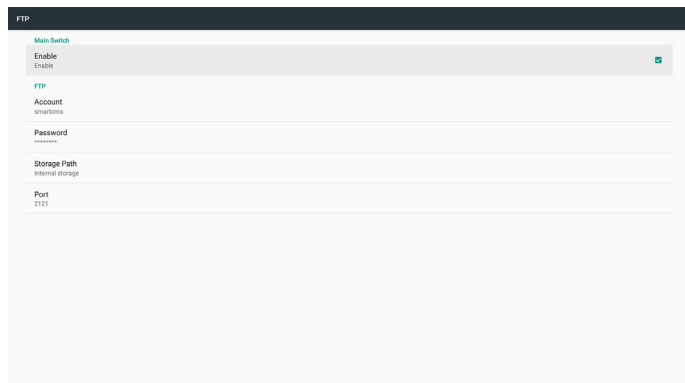 FTP
Main Switch
Enable
Enable
FTP
Account
smartcms
Password
********
Storage Path
Internal storage
Port
2121